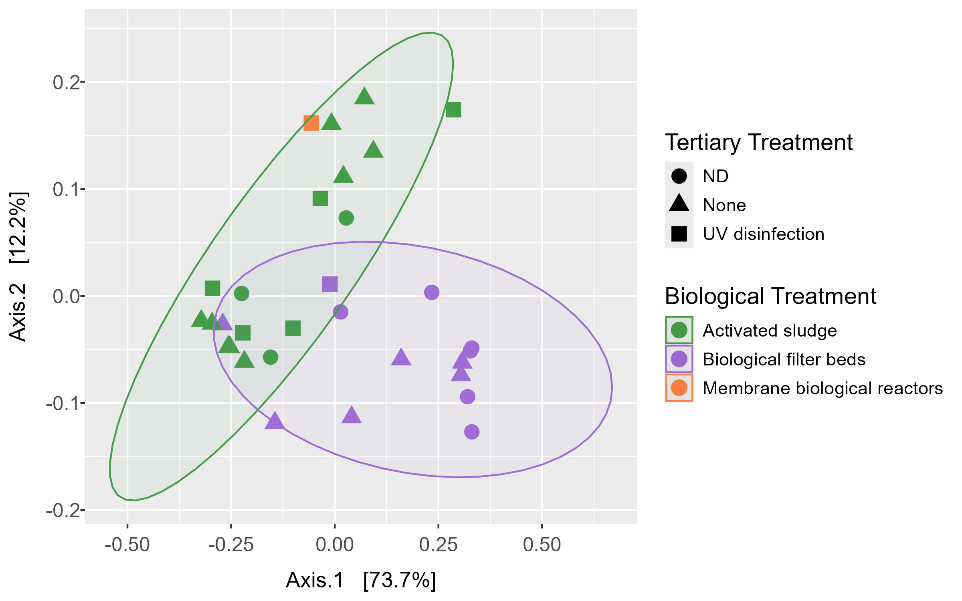 0.2
0.1
0.0
-0.1
-0.2
-0.50
-0.25
0.00
0.25
0.50
Axis.1 [73.7%]
Axis.2 [12.2%]
Tertiary Treatment
ND
None
UV disinfection
Biological Treatment
Activated sludge
Biological filter beds
Membrane biological reactors